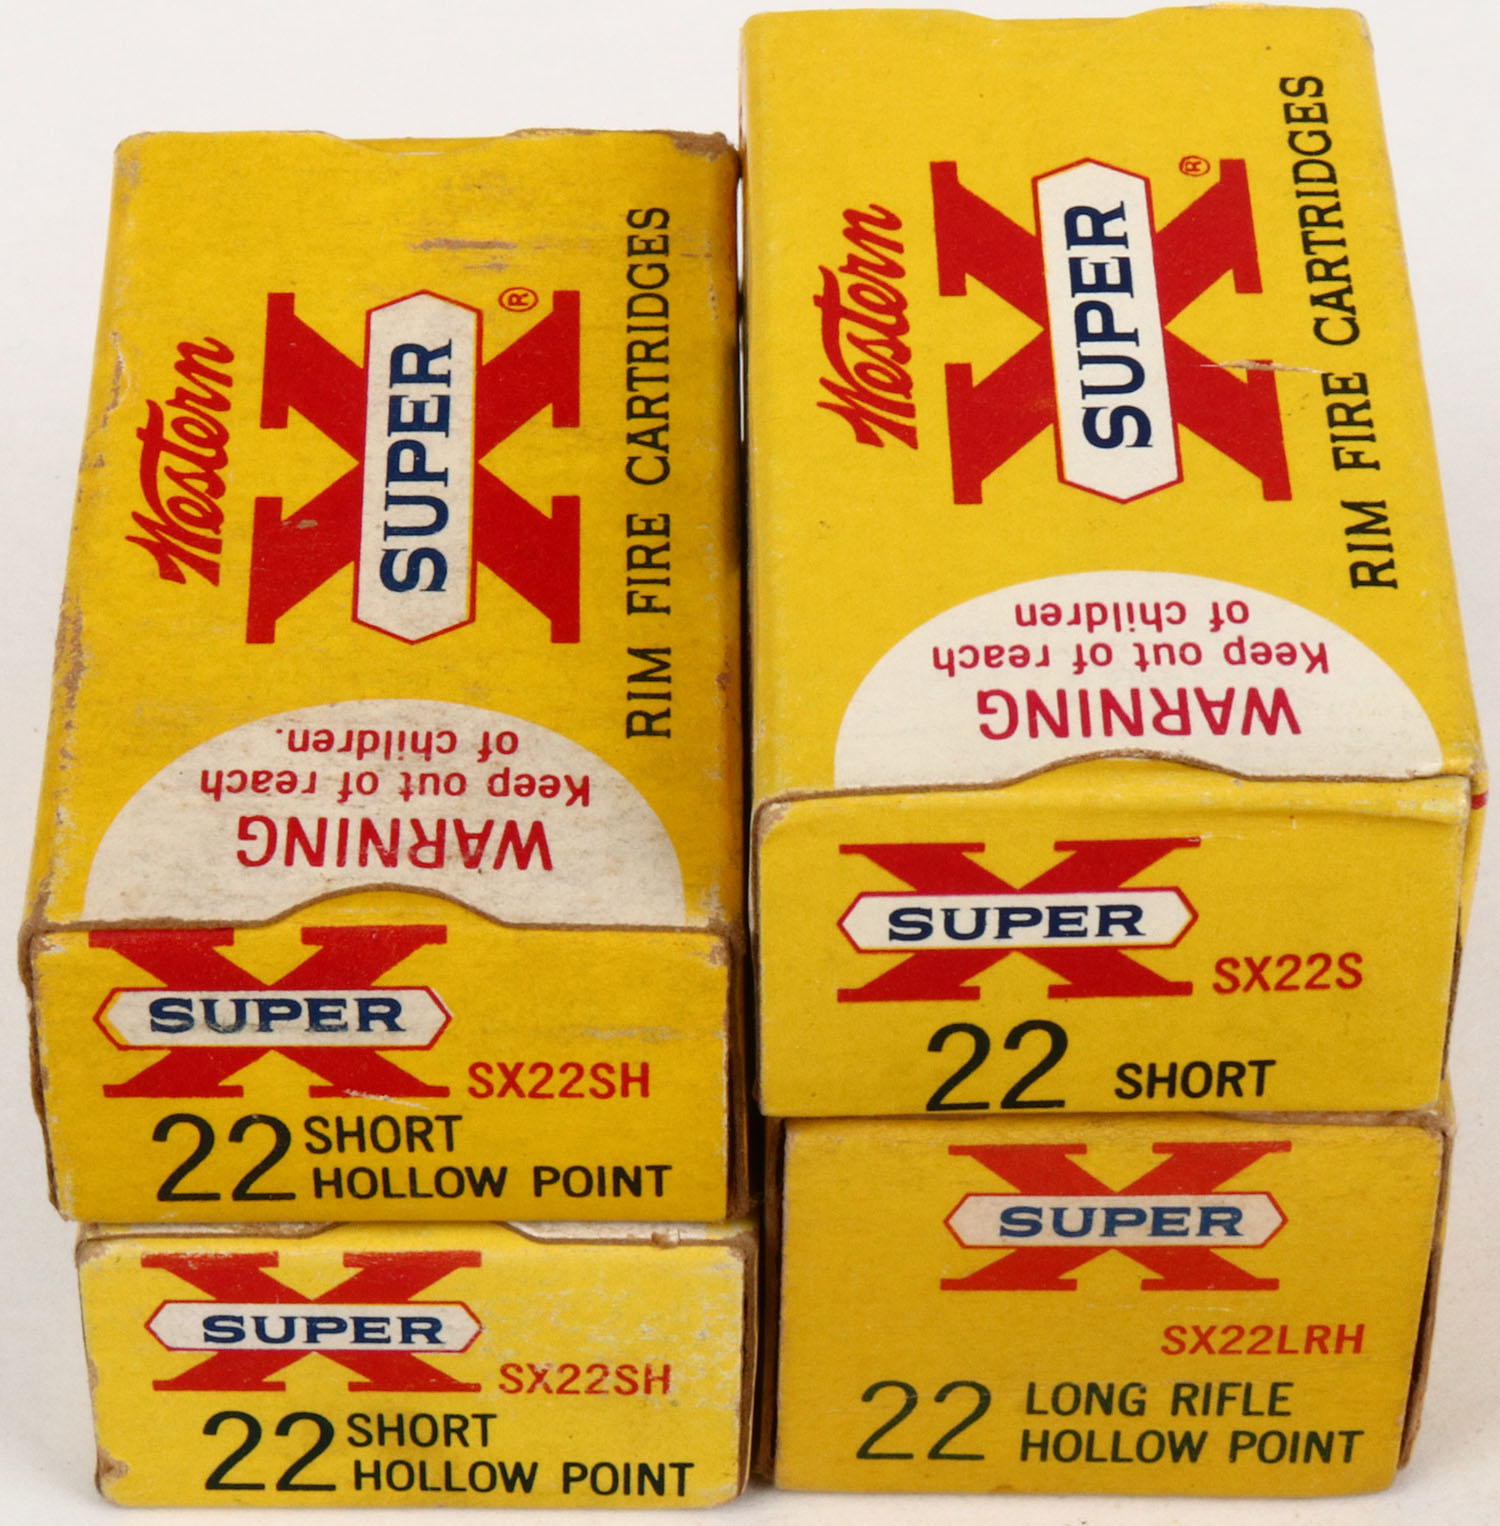 Western
SUPER X ®
RIM FIRE CARTRIDGES
WARNING
Keep out of reach
of children.
SUPER X
SX22SH
22 SHORT
HOLLOW POINT
SUPER X
SX22SH
22 SHORT
HOLLOW POINT
Western
SUPER X ®
RIM FIRE CARTRIDGES
WARNING
Keep out of reach
of children
SUPER X
SX22S
22 SHORT
SUPER X
SX22LRH
22 LONG RIFLE
HOLLOW POINT